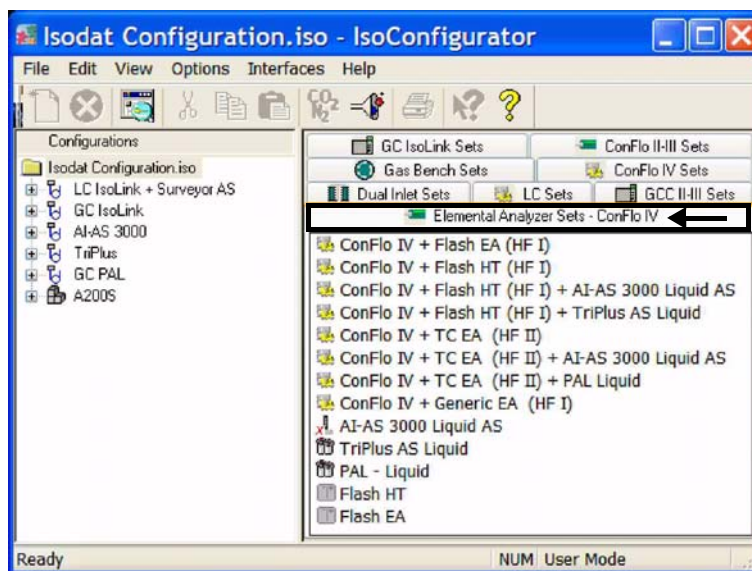 Isodat Configuration.iso - IsoConfigurator
File Edit View Options Interfaces Help
CO2
N2
Configurations
Isodat Configuration.iso
LC IsoLink + Surveyor AS
GC IsoLink
AI-AS 3000
TriPlus
GC PAL
A200S
GC IsoLink Sets
ConFlo II-III Sets
Gas Bench Sets
ConFlo IV Sets
Dual Inlet Sets
LC Sets
GCC II-III Sets
Elemental Analyzer Sets - ConFlo IV
ConFlo IV + Flash EA (HF I)
ConFlo IV + Flash HT (HF I)
ConFlo IV + Flash HT (HF I) + AI-AS 3000 Liquid AS
ConFlo IV + Flash HT (HF I) + TriPlus AS Liquid
ConFlo IV + TC EA (HF II)
ConFlo IV + TC EA (HF II) + AI-AS 3000 Liquid AS
ConFlo IV + TC EA (HF II) + PAL Liquid
ConFlo IV + Generic EA (HF I)
AI-AS 3000 Liquid AS
TriPlus AS Liquid
PAL - Liquid
Flash HT
Flash EA
Ready
NUM User Mode